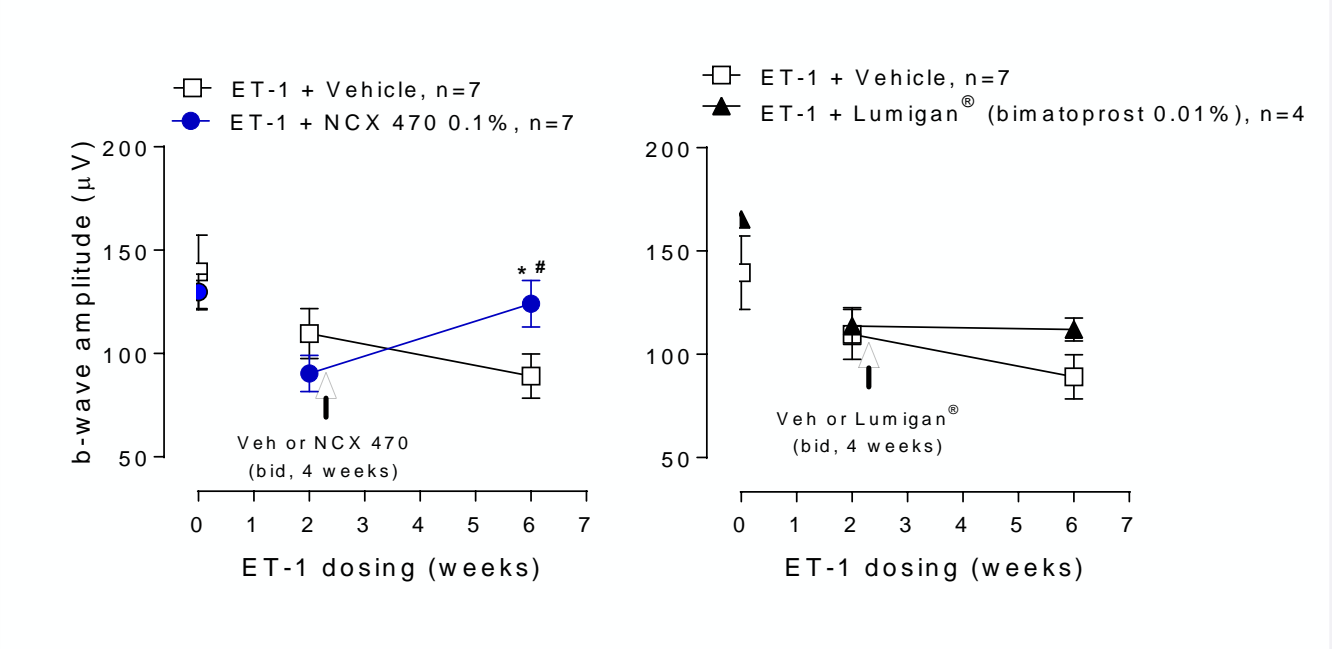 ET-1 + Vehicle, n=7
ET-1 + NCX 470 0.1%, n=7
b-wave amplitude (µV)
200
150
100
50
* #
Veh or NCX 470
(bid, 4 weeks)
0 1 2 3 4 5 6 7
ET-1 dosing (weeks)
ET-1 + Vehicle, n=7
ET-1 + Lumigan® (bimatoprost 0.01%), n=4
200
150
100
50
Veh or Lumigan®
(bid, 4 weeks)
0 1 2 3 4 5 6 7
ET-1 dosing (weeks)